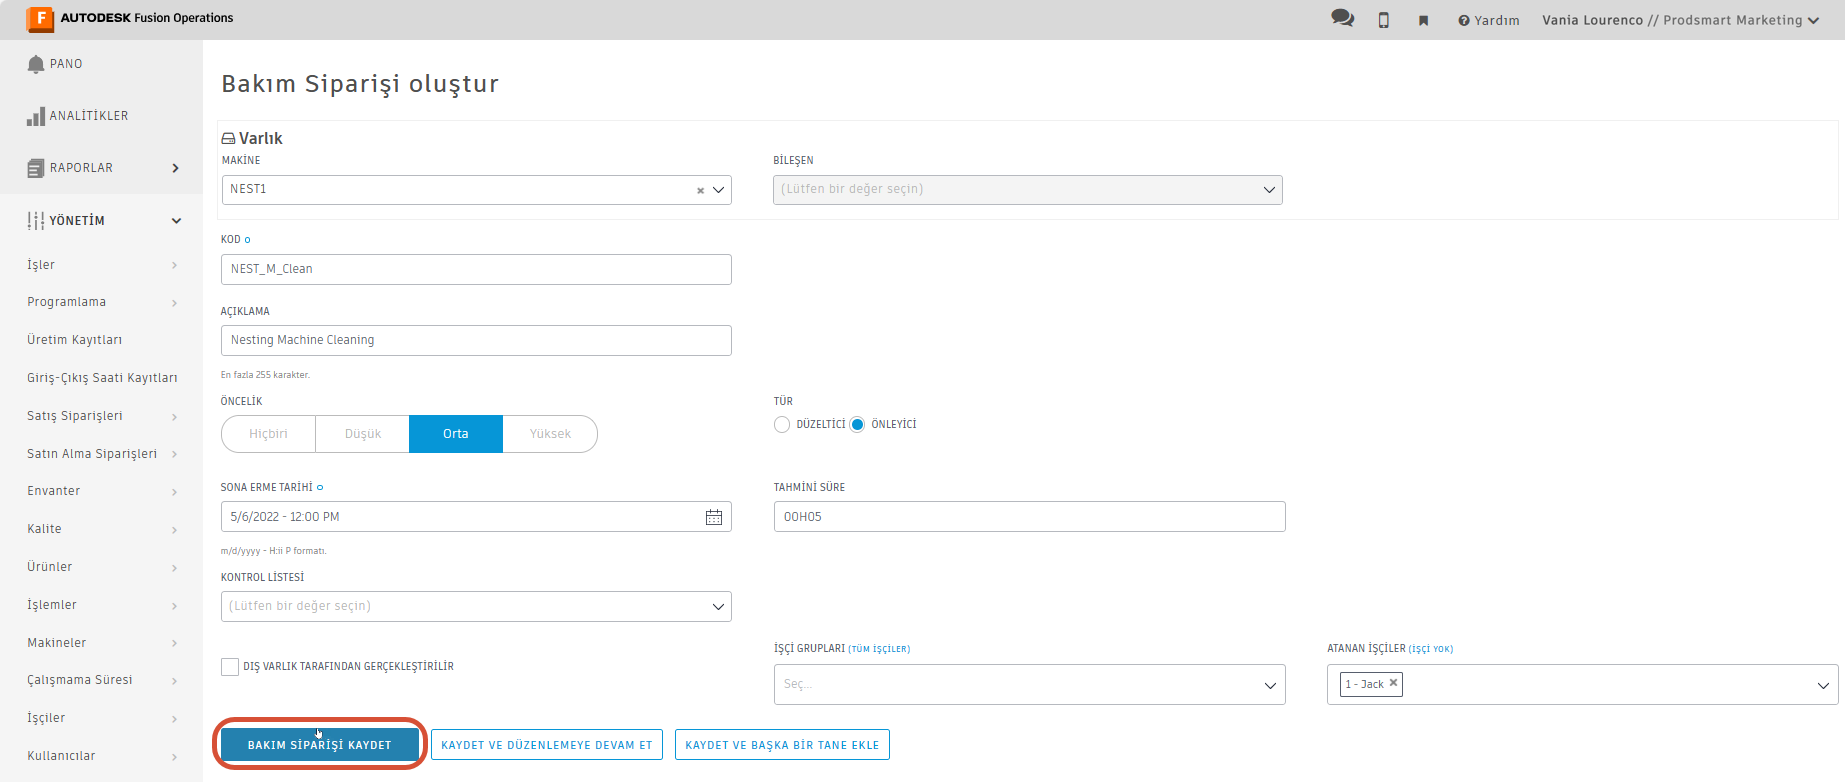 AUTODESK Fusion Operations
Yardım
Vania Lourenco // Prodsmart Marketing
PANO
ANALİTİKLER
RAPORLAR
YÖNETİM
İşler
Programlama
Üretim Kayıtları
Giriş-Çıkış Saati Kayıtları
Satış Siparişleri
Satın Alma Siparişleri
Envanter
Kalite
Ürünler
İşlemler
Makineler
Çalışmama Süresi
İşçiler
Kullanıcılar
Bakım Siparişi oluştur
Varlık
MAKİNE
BİLEŞEN
NEST1
(Lütfen bir değer seçin)
KOD
NEST_M_Clean
AÇIKLAMA
Nesting Machine Cleaning
En fazla 255 karakter.
ÖNCELİK
TÜR
Hiçbiri Düşük Orta Yüksek
DÜZELTİCİ ÖNLEYİCİ
SONA ERME TARİHİ
TAHMİNİ SÜRE
5/6/2022 - 12:00 PM
00H05
m/d/yyyy - H:ii P formatı.
KONTROL LİSTESİ
(Lütfen bir değer seçin)
DIŞ VARLIK TARAFINDAN GERÇEKLEŞTİRİLİR
İŞÇİ GRUPLARI (TÜM İŞÇİLER)
Seç...
ATANAN İŞÇİLER (İŞÇİ YOK)
1 - Jack
BAKIM SİPARİŞİ KAYDET
KAYDET VE DÜZENLEMEYE DEVAM ET
KAYDET VE BAŞKA BİR TANE EKLE